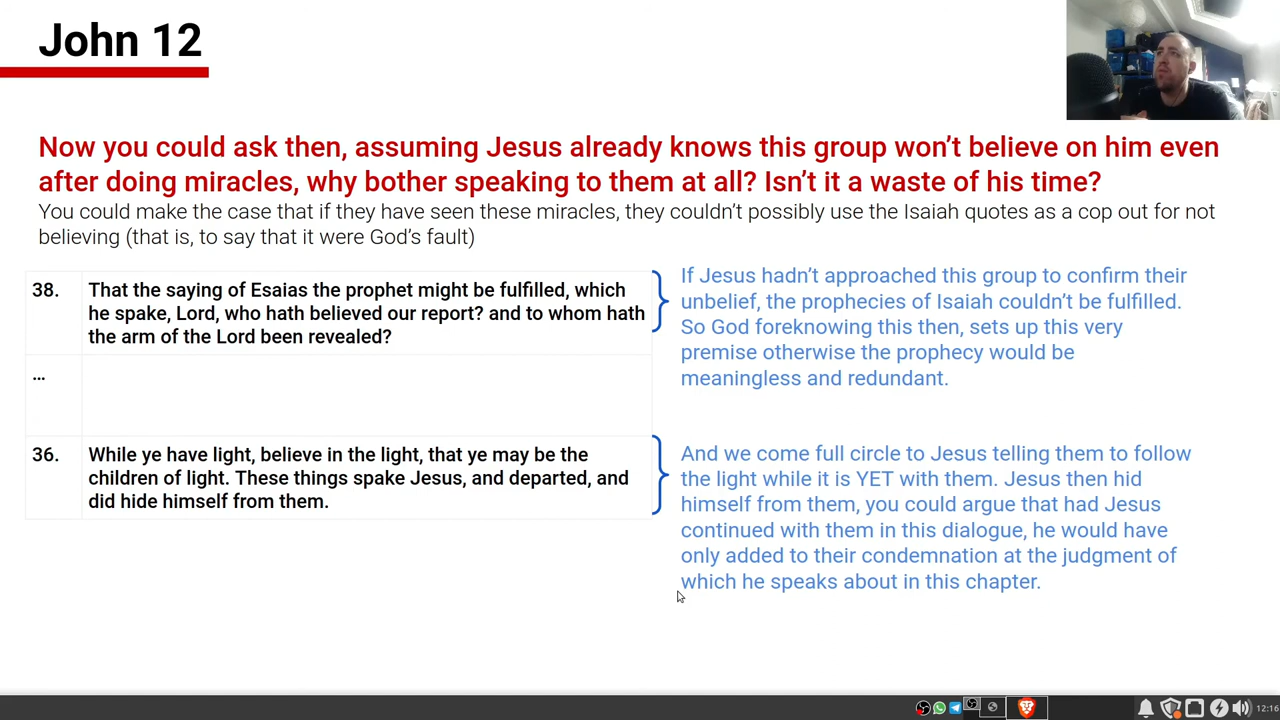 John 12
Now you could ask then, assuming Jesus already knows this group won't believe on him even
after doing miracles, why bother speaking to them at all? Isn't it a waste of his time?
You could make the case that if they have seen these miracles, they couldn't possibly use the Isaiah quotes as a cop out for not
believing (that is, to say that it were God's fault)
38. That the saying of Esaias the prophet might be fulfilled, which
he spake, Lord, who hath believed our report? and to whom hath
the arm of the Lord been revealed?
If Jesus hadn't approached this group to confirm their
unbelief, the prophecies of Isaiah couldn't be fulfilled.
So God foreknowing this then, sets up this very
premise otherwise the prophecy would be
meaningless and redundant.
...
36. While ye have light, believe in the light, that ye may be the
children of light. These things spake Jesus, and departed, and
did hide himself from them.
And we come full circle to Jesus telling them to follow
the light while it is YET with them. Jesus then hid
himself from them, you could argue that had Jesus
continued with them in this dialogue, he would have
only added to their condemnation at the judgment of
which he speaks about in this chapter.
12:16